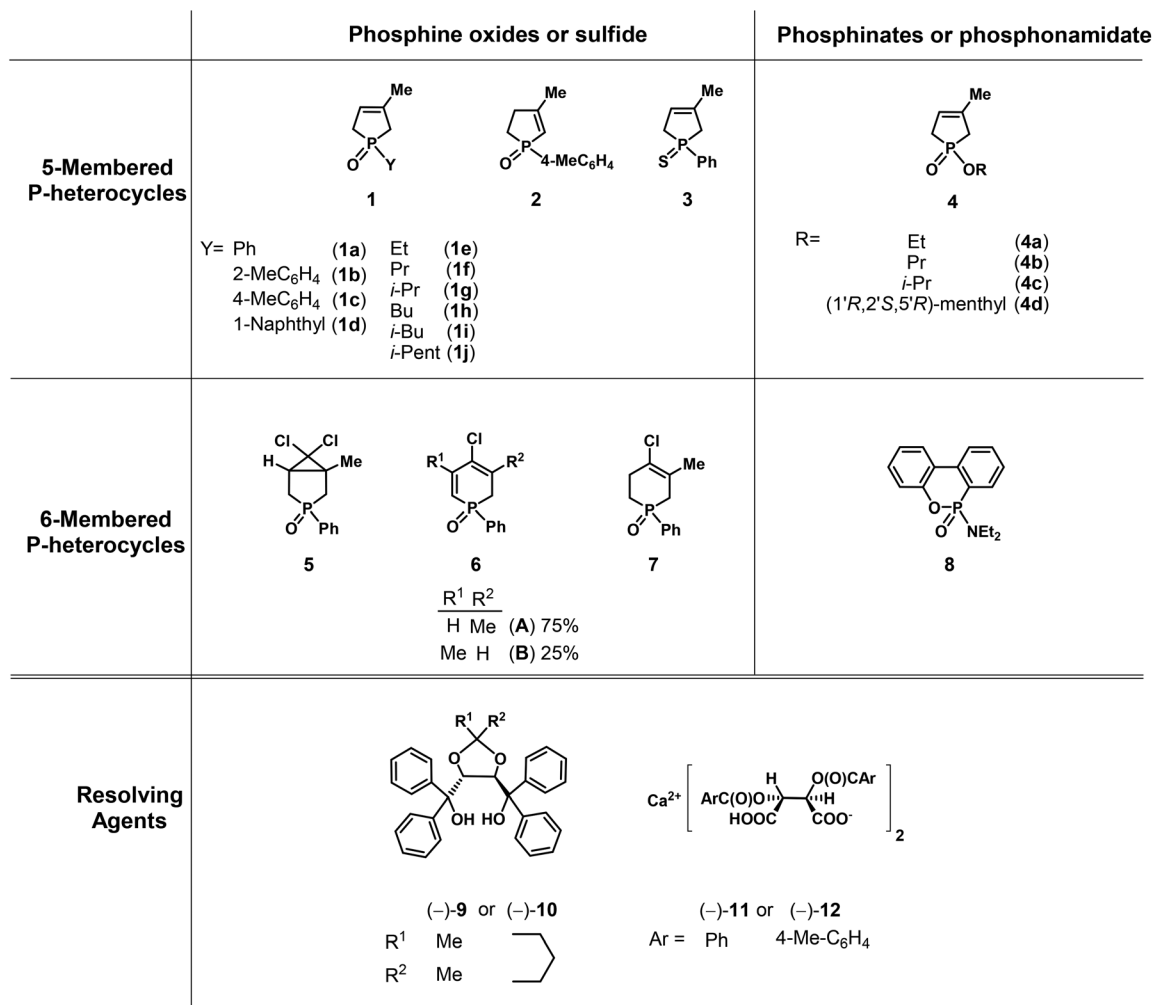 Phosphine oxides or sulfide
Phosphinates or phosphonamidate
5-Membered
P-heterocycles
Me
P
O
Y
1
Me
P
O
4-MeC6H4
2
Me
P
S
Ph
3
Me
P
O
OR
4
Y= Ph (1a)
2-MeC6H4 (1b)
4-MeC6H4 (1c)
1-Naphthyl (1d)
Et (1e)
Pr (1f)
i-Pr (1g)
Bu (1h)
i-Bu (1i)
i-Pent (1j)
R=
Et (4a)
Pr (4b)
i-Pr (4c)
(1'R,2'S,5'R)-menthyl (4d)
6-Membered
P-heterocycles
Cl Cl
H Me
P
O Ph
5
Cl
R1 R2
P
O Ph
6
R1 R2
H Me (A) 75%
Me H (B) 25%
Cl
Me
P
O Ph
7
O P
O NEt2
8
Resolving
Agents
R1 R2
O O
OH HO
(−)-9 or (−)-10
R1 Me
R2 Me
Ca2+
H O(O)CAr
ArC(O)O H
HOOC COO-
2
(−)-11 or (−)-12
Ar = Ph 4-Me-C6H4